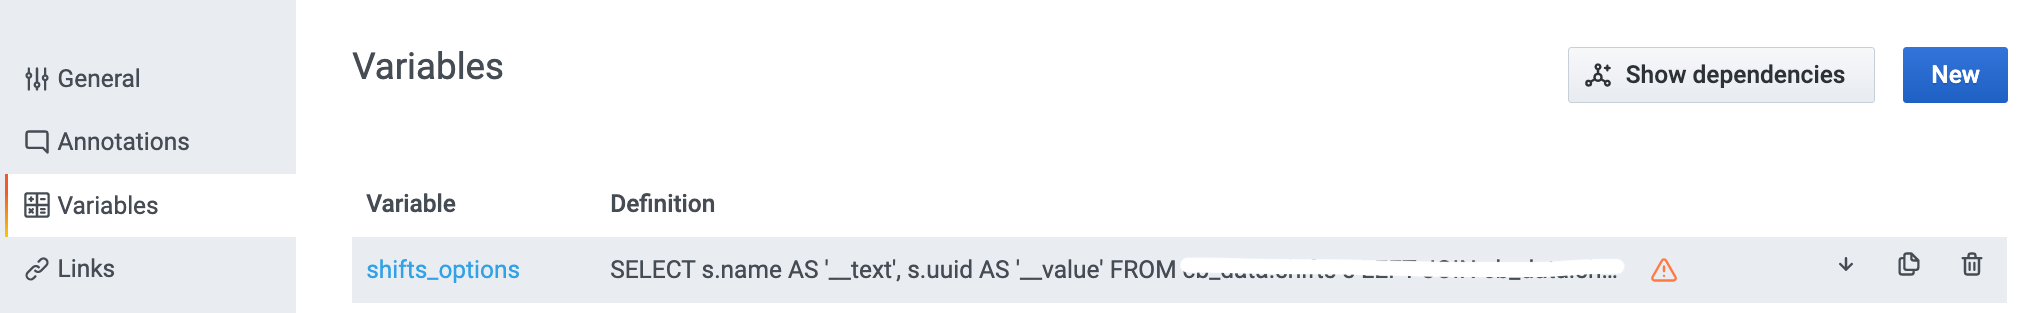 General
Annotations
Variables
Links
Variables
Show dependencies
New
Variable Definition
shifts_options SELECT s.name AS '__text', s.uuid AS '__value' FROM